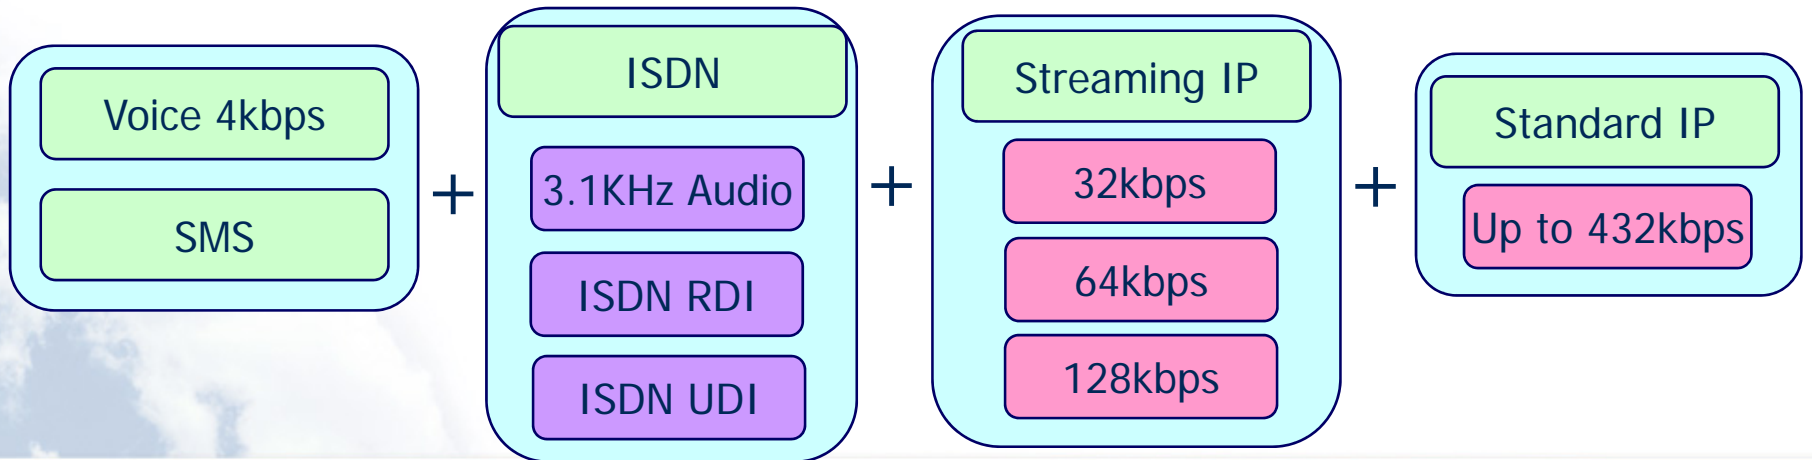 Voice 4kbps
SMS
+
ISDN
3.1KHz Audio
ISDN RDI
ISDN UDI
+
Streaming IP
32kbps
64kbps
128kbps
+
Standard IP
Up to 432kbps